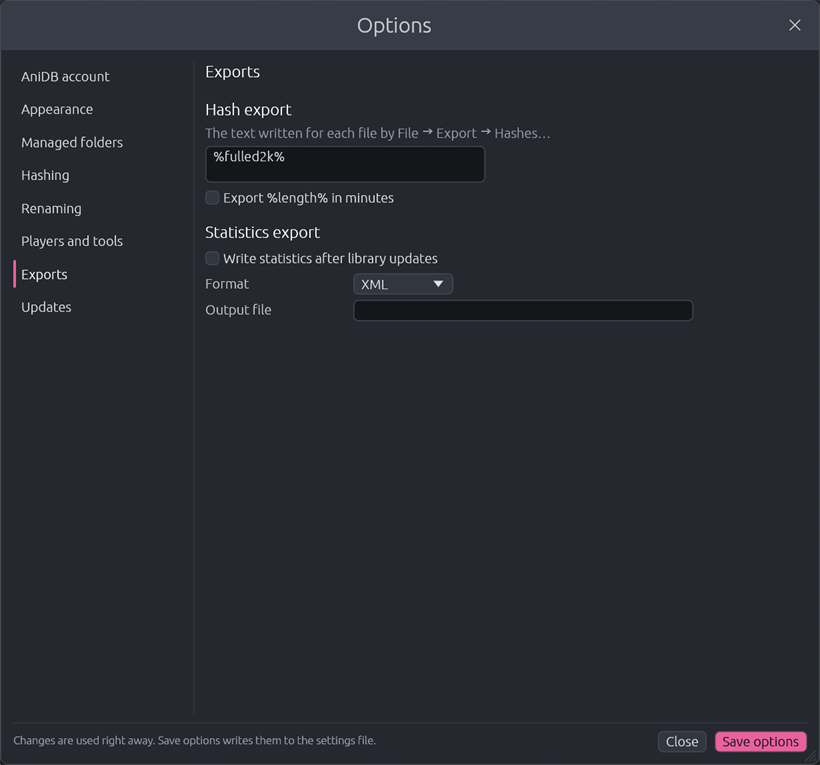 Options
AniDB account
Appearance
Managed folders
Hashing
Renaming
Players and tools
Exports
Updates
Exports
Hash export
The text written for each file by File → Export → Hashes…
%fulled2k%
Export %length% in minutes
Statistics export
Write statistics after library updates
Format XML
Output file
Changes are used right away. Save options writes them to the settings file.
Close
Save options